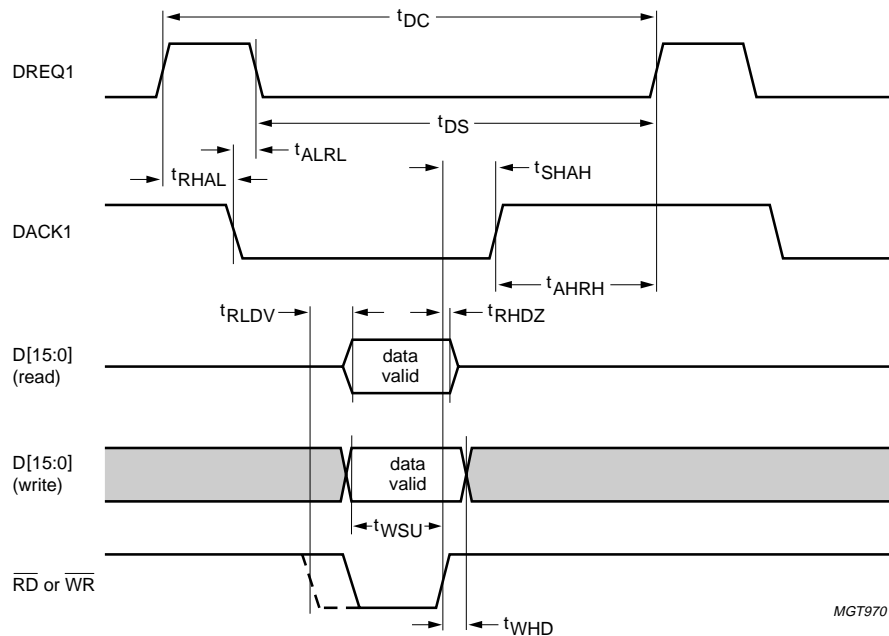 tDC
DREQ1
tDS
tALRL
tRHAL
tSHAH
DACK1
tAHRH
tRLDV
tRHDZ
D[15:0]
(read)
data
valid
D[15:0]
(write)
data
valid
tWSU
RD or WR
tWHD
MGT970